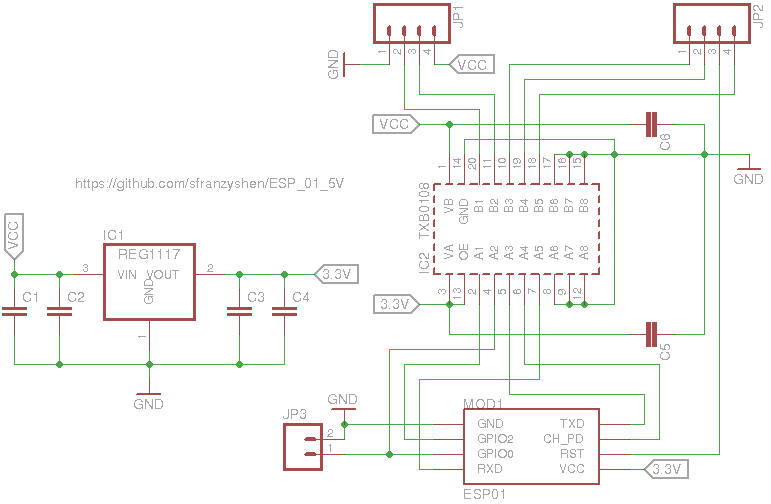 JP1
1 2 3 4
GND
VCC
JP2
1 2 3 4
VCC
C6
GND
1 14 20 11 10 19 18 17 16 15
VB GND B1 B2 B3 B4 B5 B6 B7 B8
IC2 TXB0108
VA OE A1 A2 A3 A4 A5 A6 A7 A8
3 13 2 4 5 6 7 8 9 12
3.3V
C5
https://github.com/sfranzyshen/ESP_01_5V
VCC
IC1
REG1117
3 VIN VOUT 2
GND
1
3.3V
C1 C2 C3 C4
GND
JP3
2
1
GND
MOD1
GND TXD
GPIO2 CH_PD
GPIO0 RST
RXD VCC
3.3V
ESP01